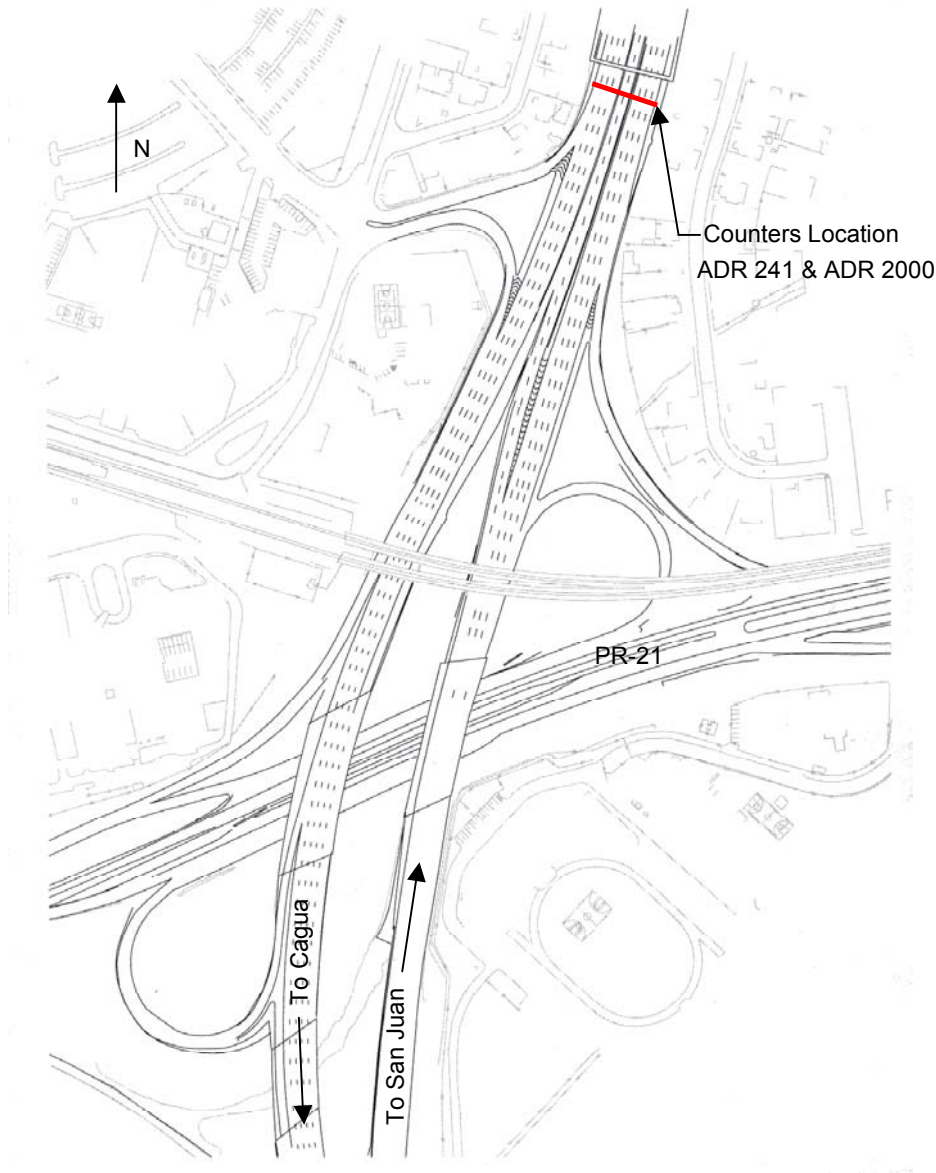 N
Counters Location
ADR 241 & ADR 2000
PR-21
To Cagua
To San Juan